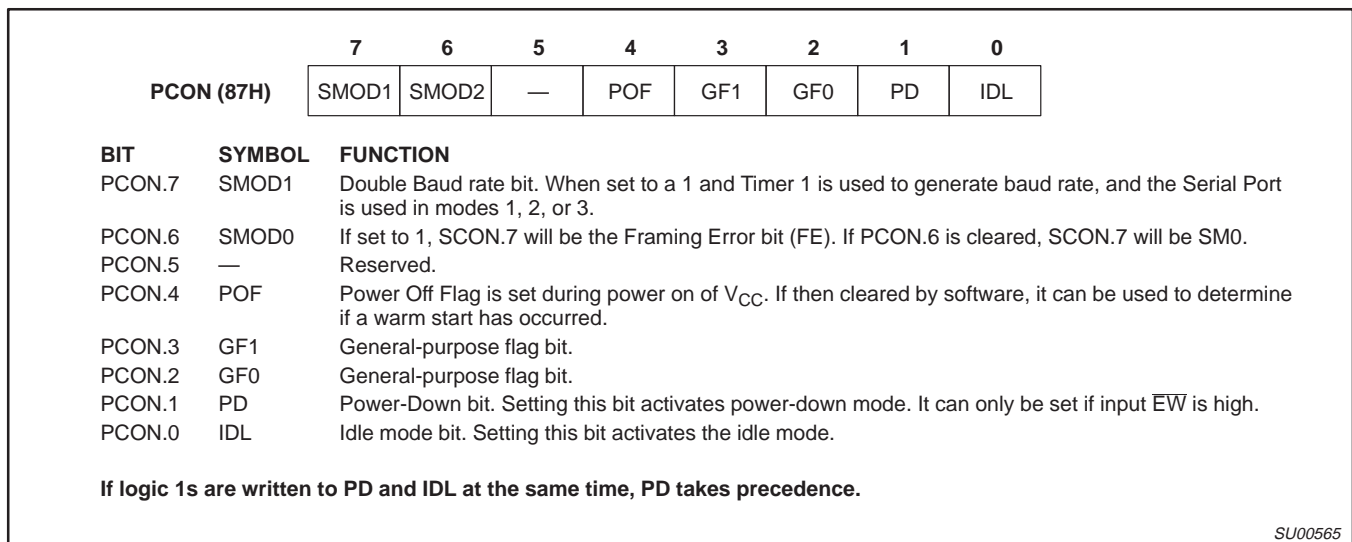 7 6 5 4 3 2 1 0
PCON (87H) SMOD1 SMOD2 — POF GF1 GF0 PD IDL
BIT SYMBOL FUNCTION
PCON.7 SMOD1 Double Baud rate bit. When set to a 1 and Timer 1 is used to generate baud rate, and the Serial Port
is used in modes 1, 2, or 3.
PCON.6 SMOD0 If set to 1, SCON.7 will be the Framing Error bit (FE). If PCON.6 is cleared, SCON.7 will be SM0.
PCON.5 — Reserved.
PCON.4 POF Power Off Flag is set during power on of VCC. If then cleared by software, it can be used to determine
if a warm start has occurred.
PCON.3 GF1 General-purpose flag bit.
PCON.2 GF0 General-purpose flag bit.
PCON.1 PD Power-Down bit. Setting this bit activates power-down mode. It can only be set if input E̅W̅ is high.
PCON.0 IDL Idle mode bit. Setting this bit activates the idle mode.
If logic 1s are written to PD and IDL at the same time, PD takes precedence.
SU00565